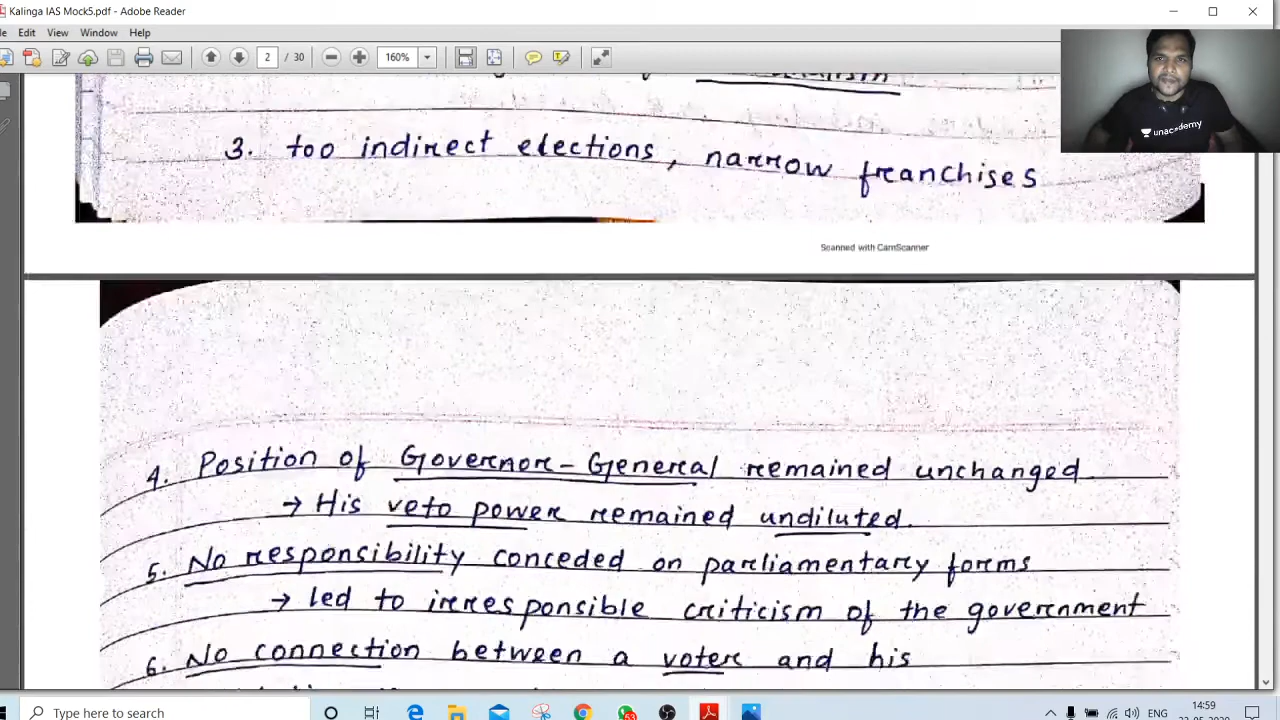 Kalinga IAS Mock5.pdf - Adobe Reader
Edit View Window Help
2 / 30 160%
unacademy
3. too indirect elections, narrow franchises
Scanned with CamScanner
4. Position of Governor-General remained unchanged
→ His veto power remained undiluted.
5. No responsibility conceded on parliamentary forms
→ led to irresponsible criticism of the government
6. No connection between a voter and his
Type here to search
14:59
ENG